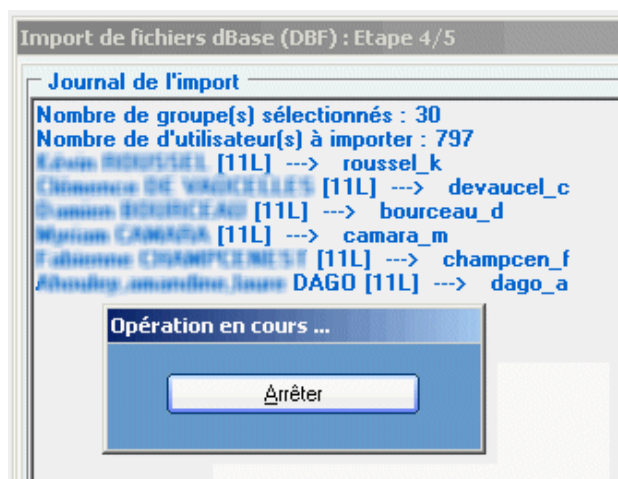 Import de fichiers dBase (DBF) : Etape 4/5
Journal de l'import
Nombre de groupe(s) sélectionnés : 30
Nombre de d'utilisateur(s) à importer : 797
[11L] ---> roussel_k
[11L] ---> devaucel_c
[11L] ---> bourceau_d
[11L] ---> camara_m
[11L] ---> champcen_f
DAGO [11L] ---> dago_a
Opération en cours ...
Arrêter